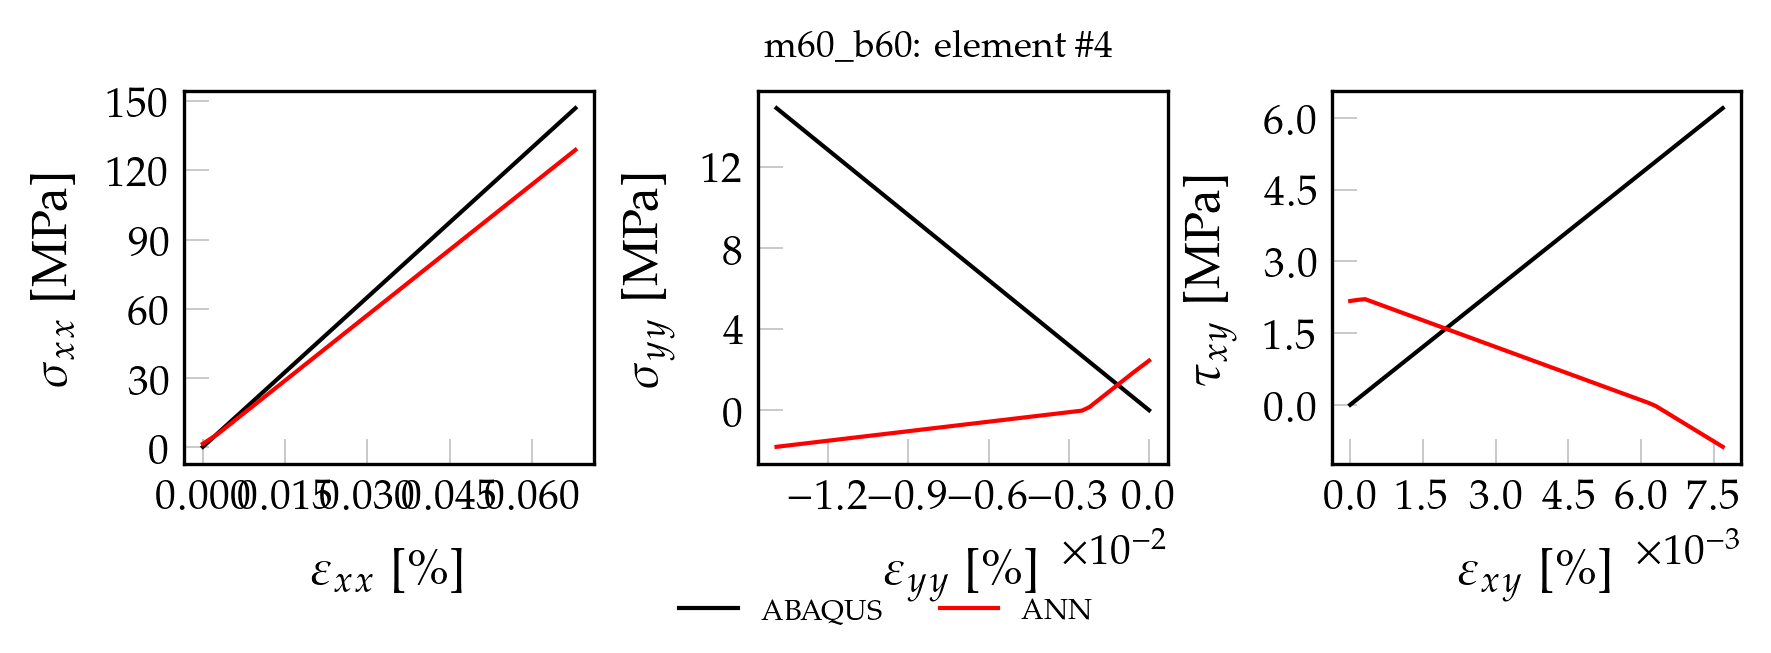 m60_b60: element #4
σxx [MPa]
150
120
90
60
30
0
0.000 0.015 0.030 0.045 0.060
εxx [%]
σyy [MPa]
12
8
4
0
−1.2 −0.9 −0.6 −0.3 0.0
×10−2
εyy [%]
τxy [MPa]
6.0
4.5
3.0
1.5
0.0
0.0 1.5 3.0 4.5 6.0 7.5
×10−3
εxy [%]
ABAQUS ANN